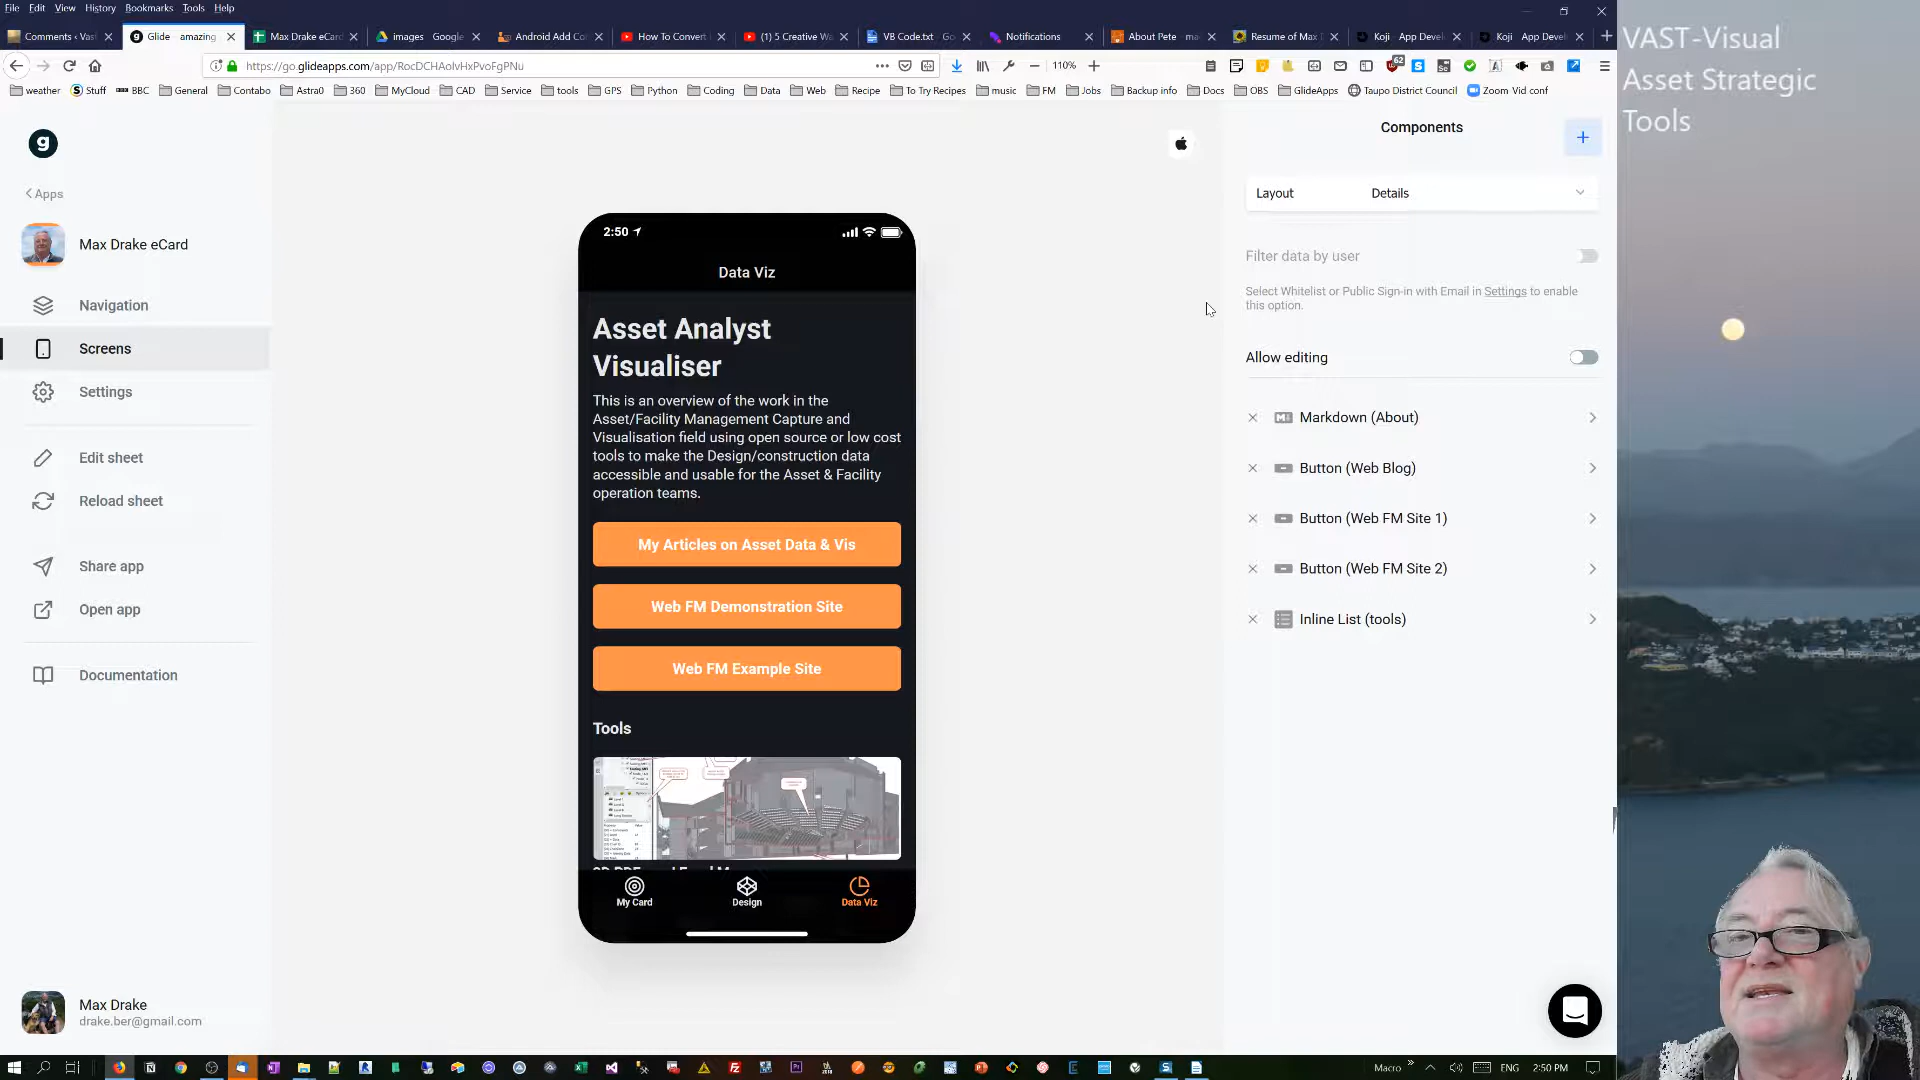 File Edit View History Bookmarks Tools Help
Comments ‹ Vas
Glide amazing
Max Drake eCard
images Google
Android Add Co
How To Convert
(1) 5 Creative Wa
VB Code.txt Go
Notifications
About Pete ma
Resume of Max D
Koji App Devel
Koji App Devel
https://go.glideapps.com/app/RocDCHAolvHxPvoFgPNu
110%
62
weather Stuff BBC General Contabo Astra0 360 MyCloud CAD Service tools GPS Python Coding Data Web Recipe To Try Recipes music FM Jobs Backup info Docs OBS GlideApps Taupo District Council Zoom Vid conf
VAST-Visual
Asset Strategic
Tools
g
Apps
Max Drake eCard
Navigation
Screens
Settings
Edit sheet
Reload sheet
Share app
Open app
Documentation
Max Drake
drake.ber@gmail.com
2:50
Data Viz
Asset Analyst
Visualiser
This is an overview of the work in the
Asset/Facility Management Capture and
Visualisation field using open source or low cost
tools to make the Design/construction data
accessible and usable for the Asset & Facility
operation teams.
My Articles on Asset Data & Vis
Web FM Demonstration Site
Web FM Example Site
Tools
My Card
Design
Data Viz
Components
Layout Details
Filter data by user
Select Whitelist or Public Sign-in with Email in Settings to enable
this option.
Allow editing
Markdown (About)
Button (Web Blog)
Button (Web FM Site 1)
Button (Web FM Site 2)
Inline List (tools)
Macro
ENG
2:50 PM